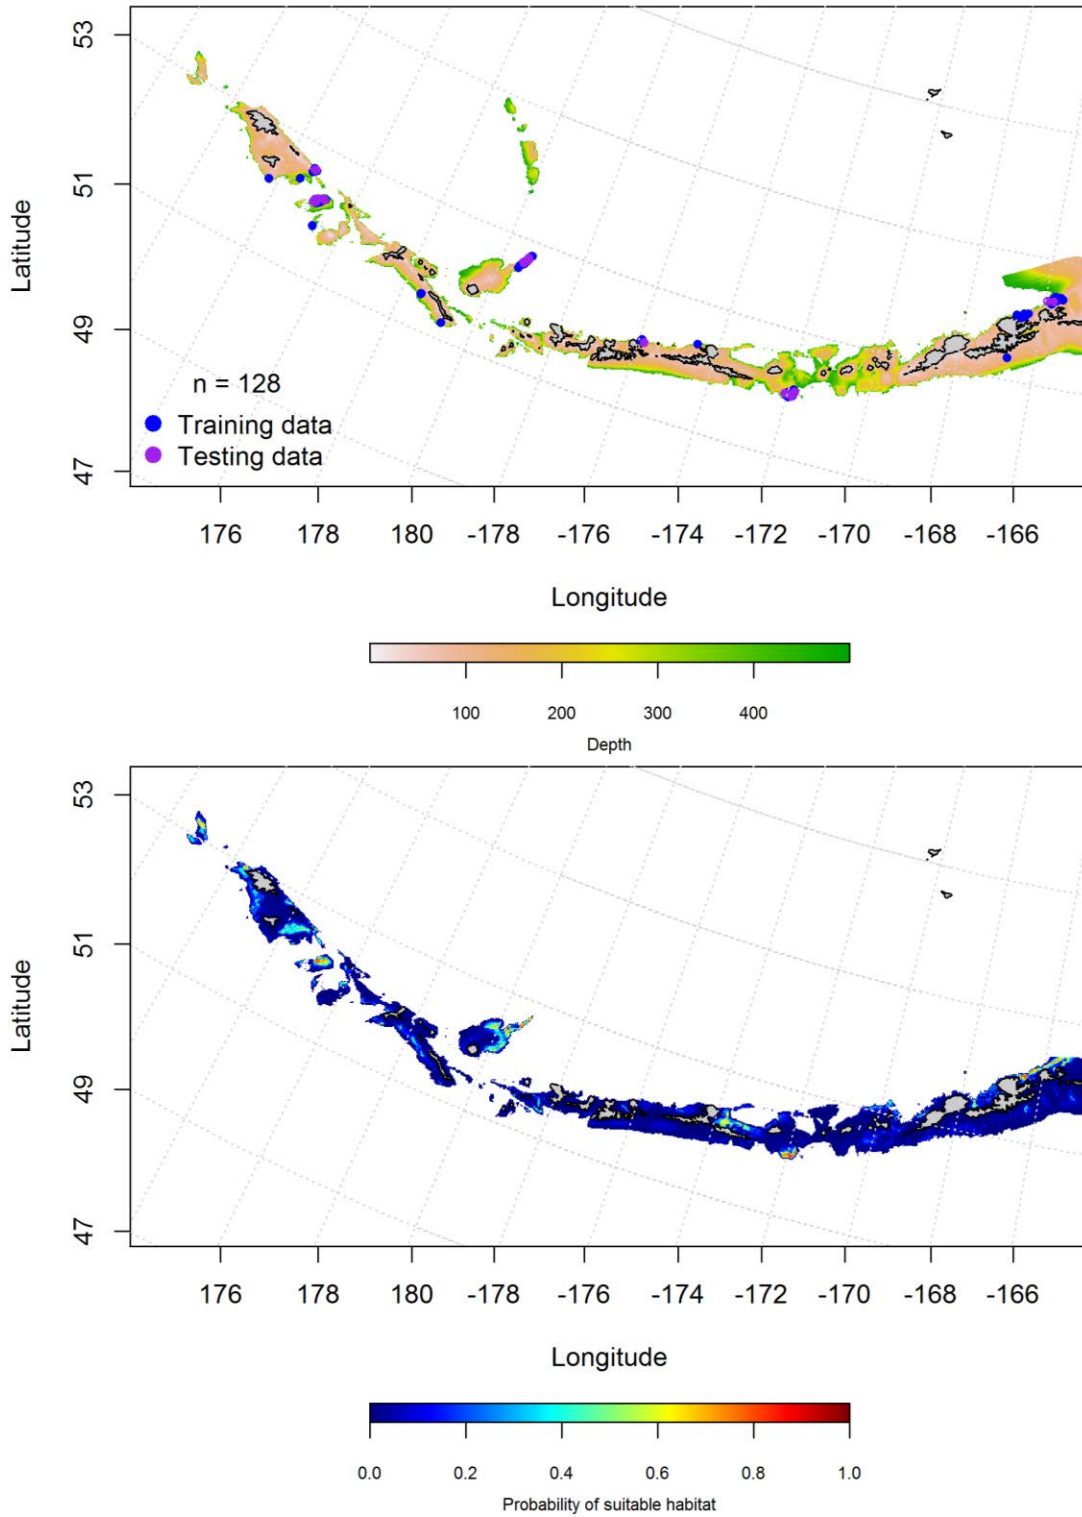 53
51
49
47
Latitude
n = 128
Training data
Testing data
176 178 180 -178 -176 -174 -172 -170 -168 -166
Longitude
100 200 300 400
Depth
53
51
49
47
Latitude
176 178 180 -178 -176 -174 -172 -170 -168 -166
Longitude
0.0 0.2 0.4 0.6 0.8 1.0
Probability of suitable habitat